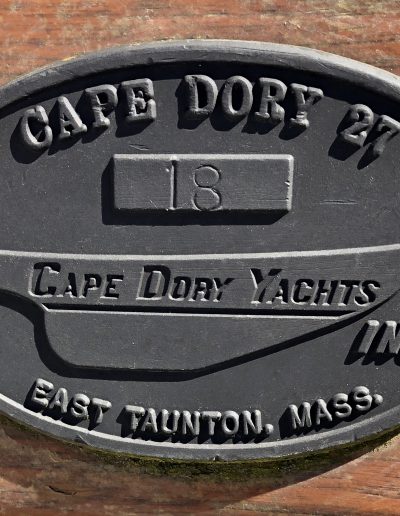 CAPE DORY 27
18
CAPE DORY YACHTS
IN
EAST TAUNTON, MASS.